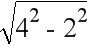 √(4² - 2²)